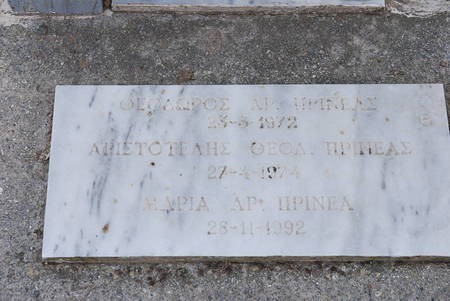 ΘΕΟΔΩΡΟΣ ΑΡ. ΠΡΙΝΕΑΣ
23-3-1972
ΑΡΙΣΤΟΤΕΛΗΣ ΘΕΟΔ. ΠΡΙΝΕΑΣ
27-4-1974
ΜΑΡΙΑ ΑΡ. ΠΡΙΝΕΑ
28-11-1992